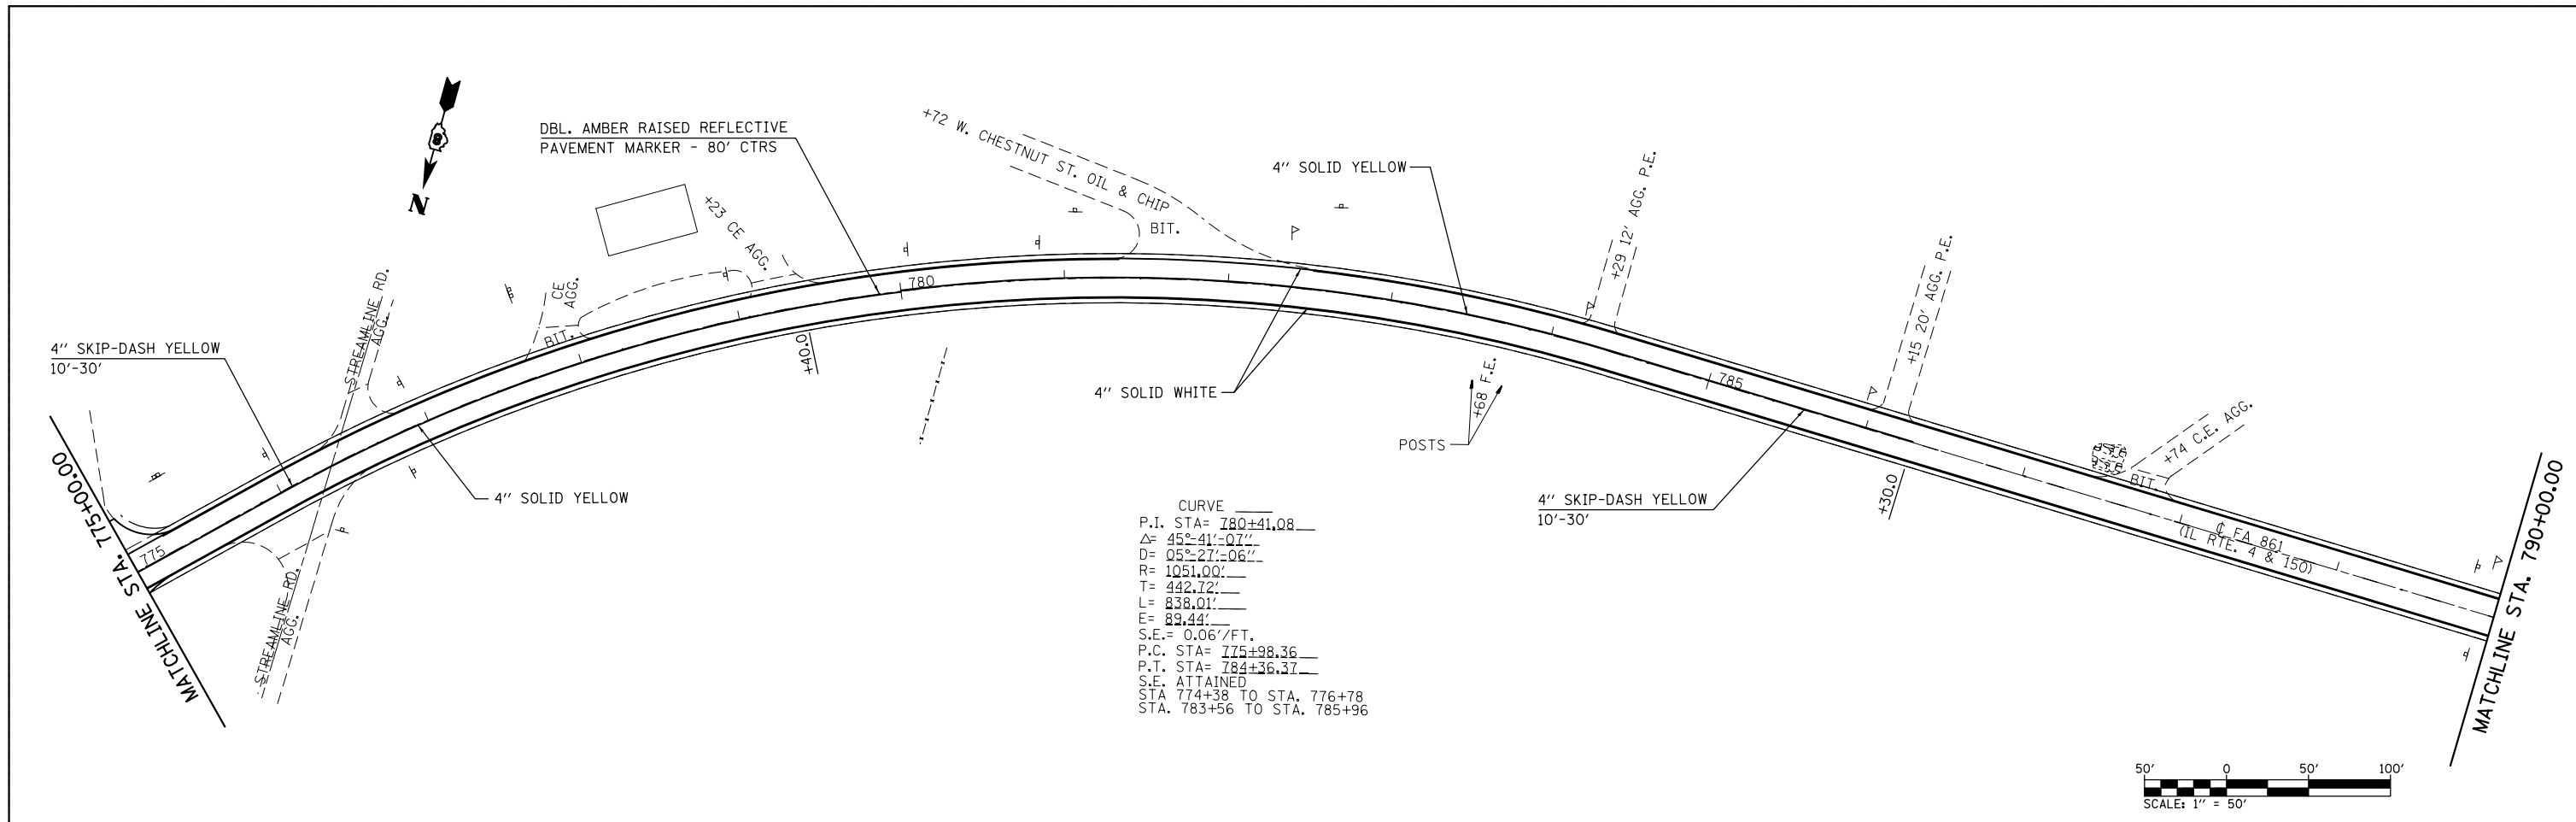 +72 W. CHESTNUT ST. OIL & CHIP
BIT.
DBL. AMBER RAISED REFLECTIVE
PAVEMENT MARKER - 80' CTRS
4" SOLID YELLOW
+29 12' AGG. P.E.
+15 20' AGG. P.E.
N
+23 CE AGG.
CE
AGG.
BIT.
780
STREAMLINE RD.
AGG.
4" SKIP-DASH YELLOW
10'-30'
+40.0
4" SOLID WHITE
+68 F.E.
POSTS
785
+74 C.E. AGG.
BIT.
4" SOLID YELLOW
4" SKIP-DASH YELLOW
10'-30'
+30.0
℄ FA 861
(IL RTE. 4 & 150)
MATCHLINE STA. 775+00.00
775
STREAMLINE RD.
AGG.
MATCHLINE STA. 790+00.00
CURVE
P.I. STA= 780+41.08
Δ= 45°-41'-07"
D= 05°-27'-06"
R= 1051.00'
T= 442.72'
L= 838.01'
E= 89.44'
S.E.= 0.06'/FT.
P.C. STA= 775+98.36
P.T. STA= 784+36.37
S.E. ATTAINED
STA 774+38 TO STA. 776+78
STA. 783+56 TO STA. 785+96
50' 0 50' 100'
SCALE: 1" = 50'